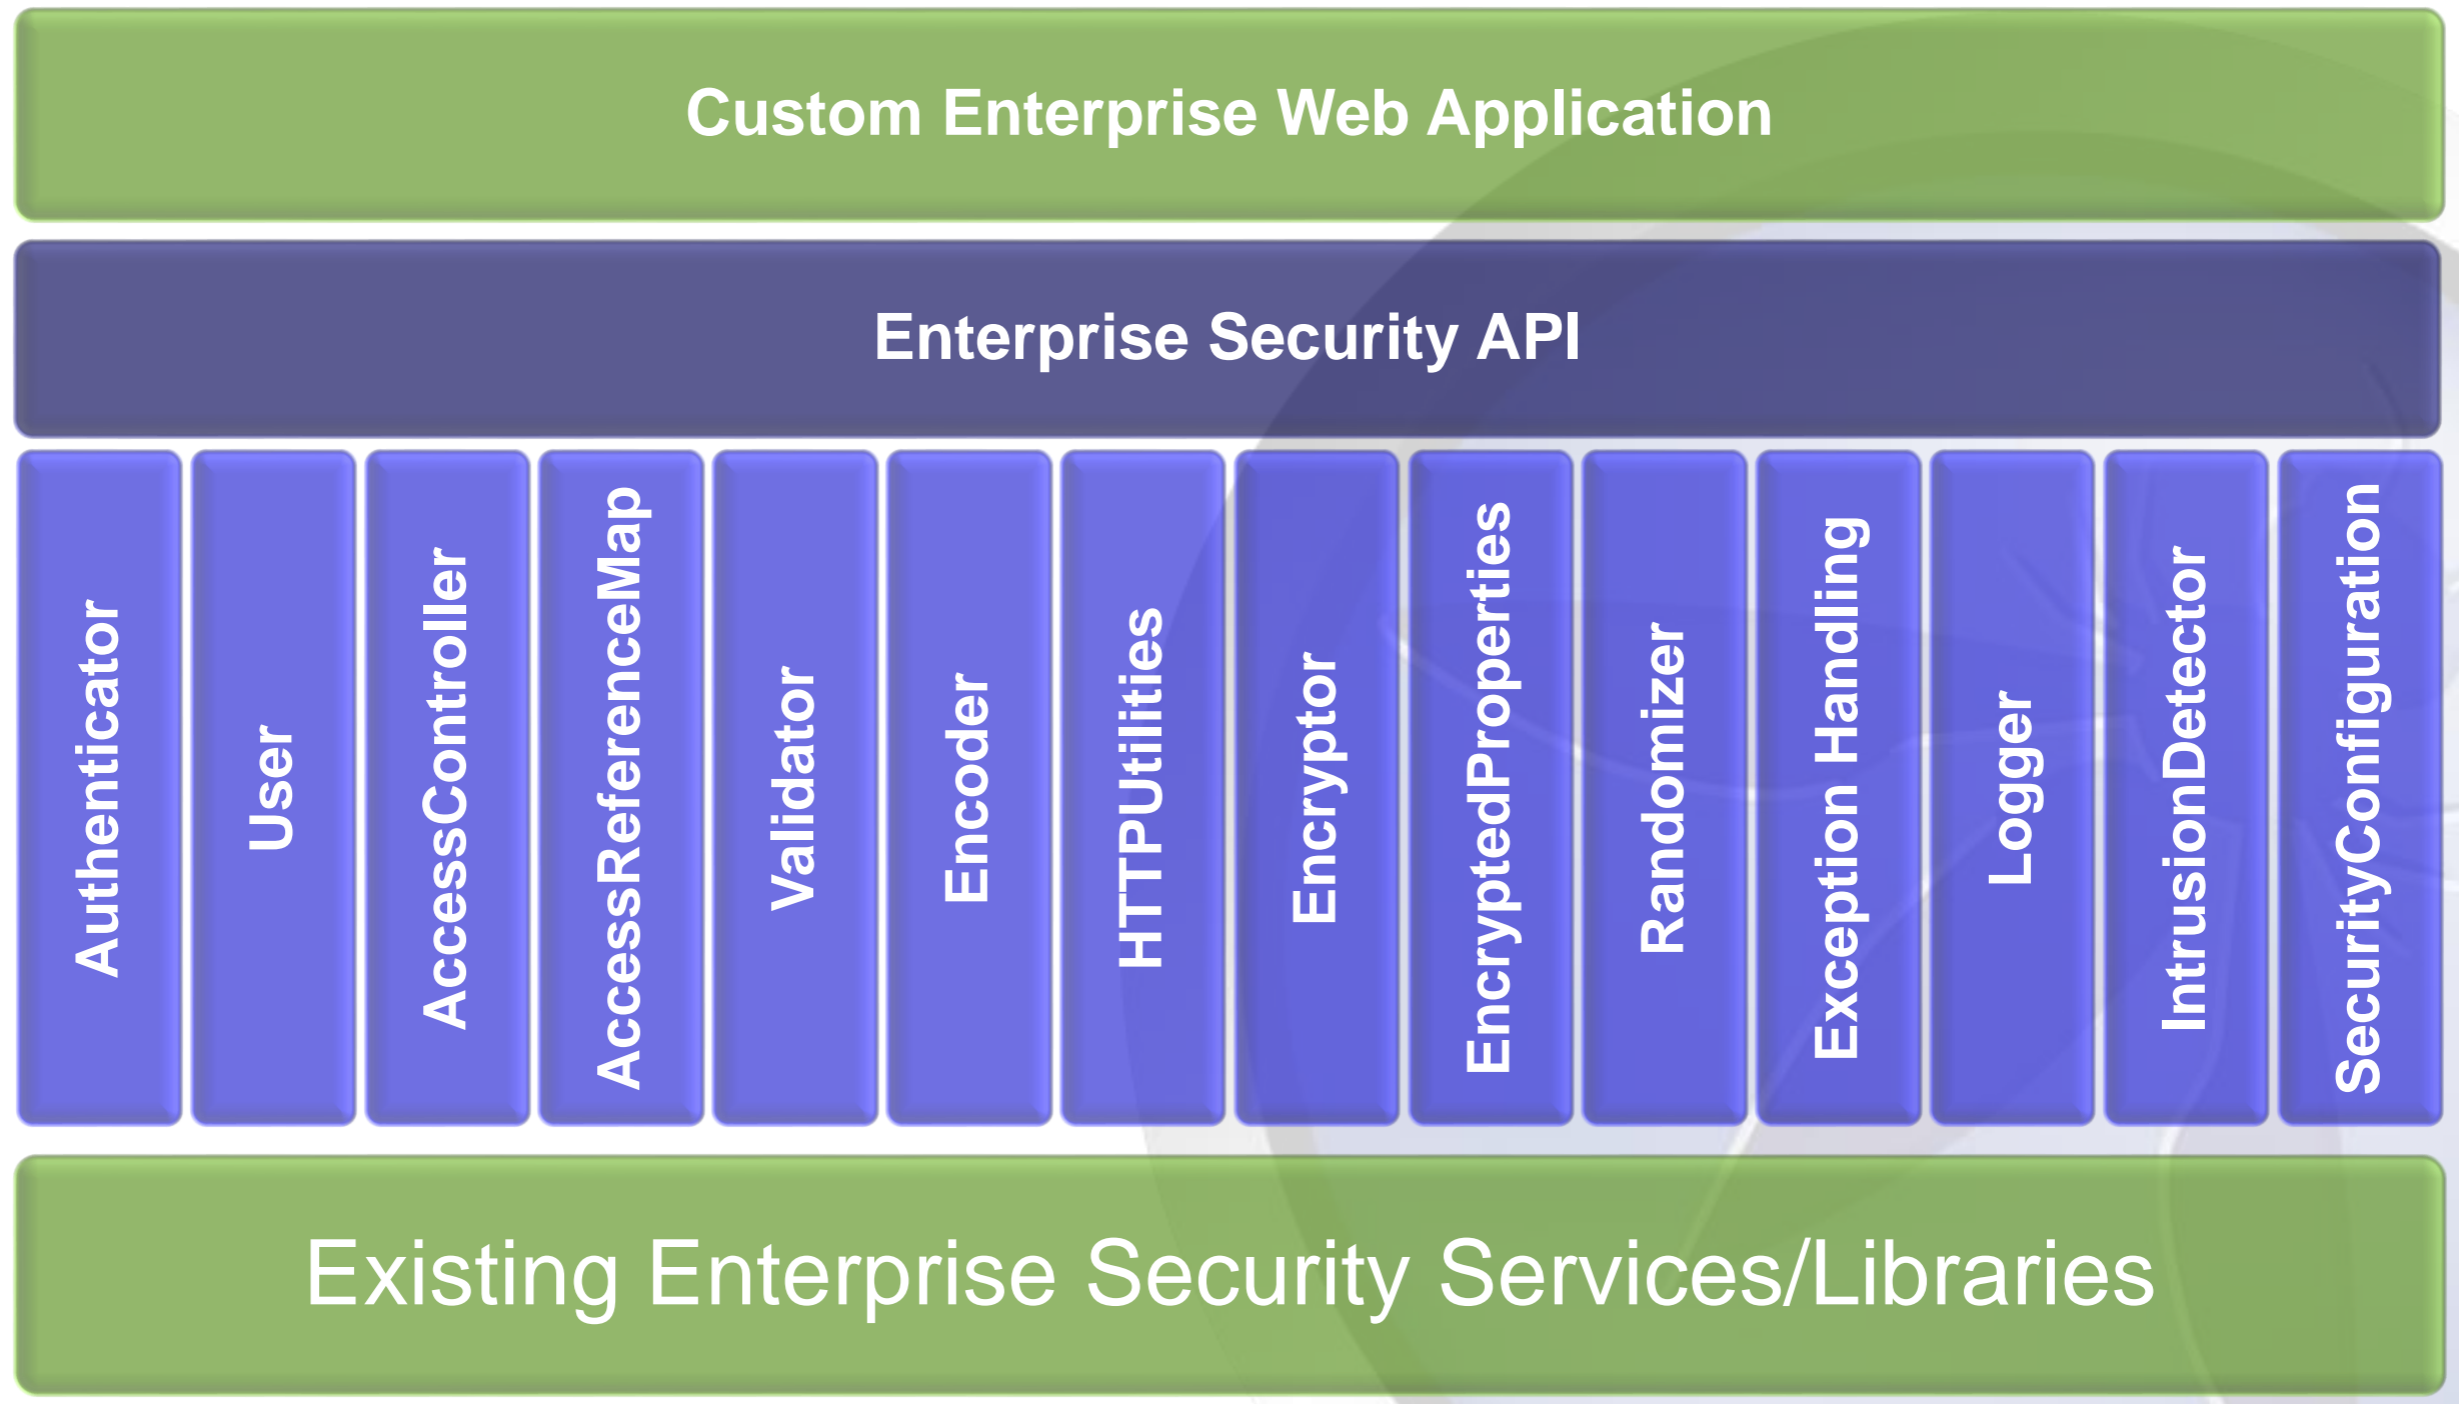 Custom Enterprise Web Application
Enterprise Security API
Authenticator
User
AccessController
AccessReferenceMap
Validator
Encoder
HTTPUtilities
Encryptor
EncryptedProperties
Randomizer
Exception Handling
Logger
IntrusionDetector
SecurityConfiguration
Existing Enterprise Security Services/Libraries